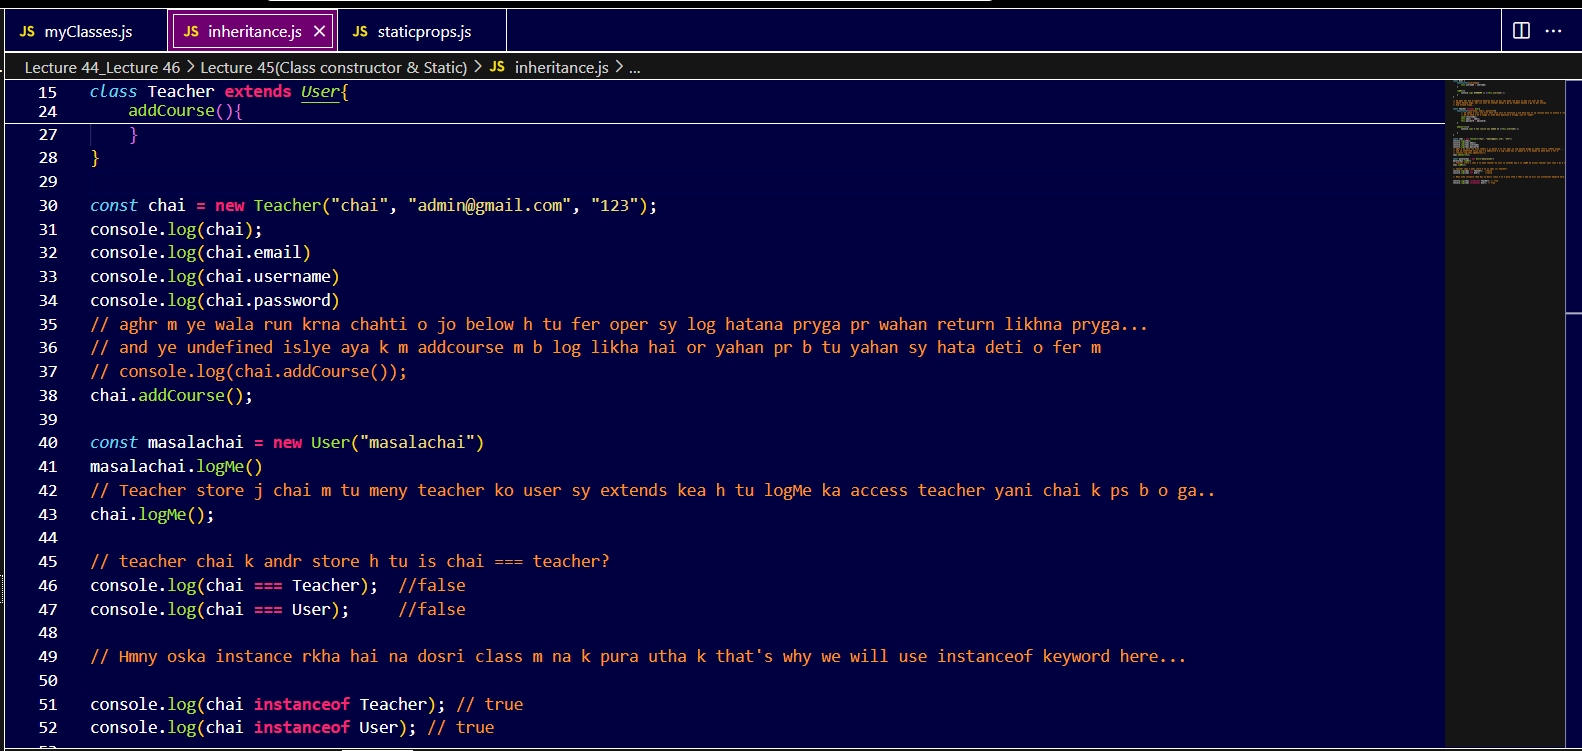 JS myClasses.js JS inheritance.js JS staticprops.js
Lecture 44_Lecture 46 > Lecture 45(Class constructor & Static) > JS inheritance.js > ...
15 class Teacher extends User{
24 addCourse(){
27 }
28 }
29
30 const chai = new Teacher("chai", "admin@gmail.com", "123");
31 console.log(chai);
32 console.log(chai.email)
33 console.log(chai.username)
34 console.log(chai.password)
35 // aghr m ye wala run krna chahti o jo below h tu fer oper sy log hatana pryga pr wahan return likhna pryga...
36 // and ye undefined islye aya k m addcourse m b log likha hai or yahan pr b tu yahan sy hata deti o fer m
37 // console.log(chai.addCourse());
38 chai.addCourse();
39
40 const masalachai = new User("masalachai")
41 masalachai.logMe()
42 // Teacher store j chai m tu meny teacher ko user sy extends kea h tu logMe ka access teacher yani chai k ps b o ga..
43 chai.logMe();
44
45 // teacher chai k andr store h tu is chai === teacher?
46 console.log(chai === Teacher); //false
47 console.log(chai === User); //false
48
49 // Hmny oska instance rkha hai na dosri class m na k pura utha k that's why we will use instanceof keyword here...
50
51 console.log(chai instanceof Teacher); // true
52 console.log(chai instanceof User); // true